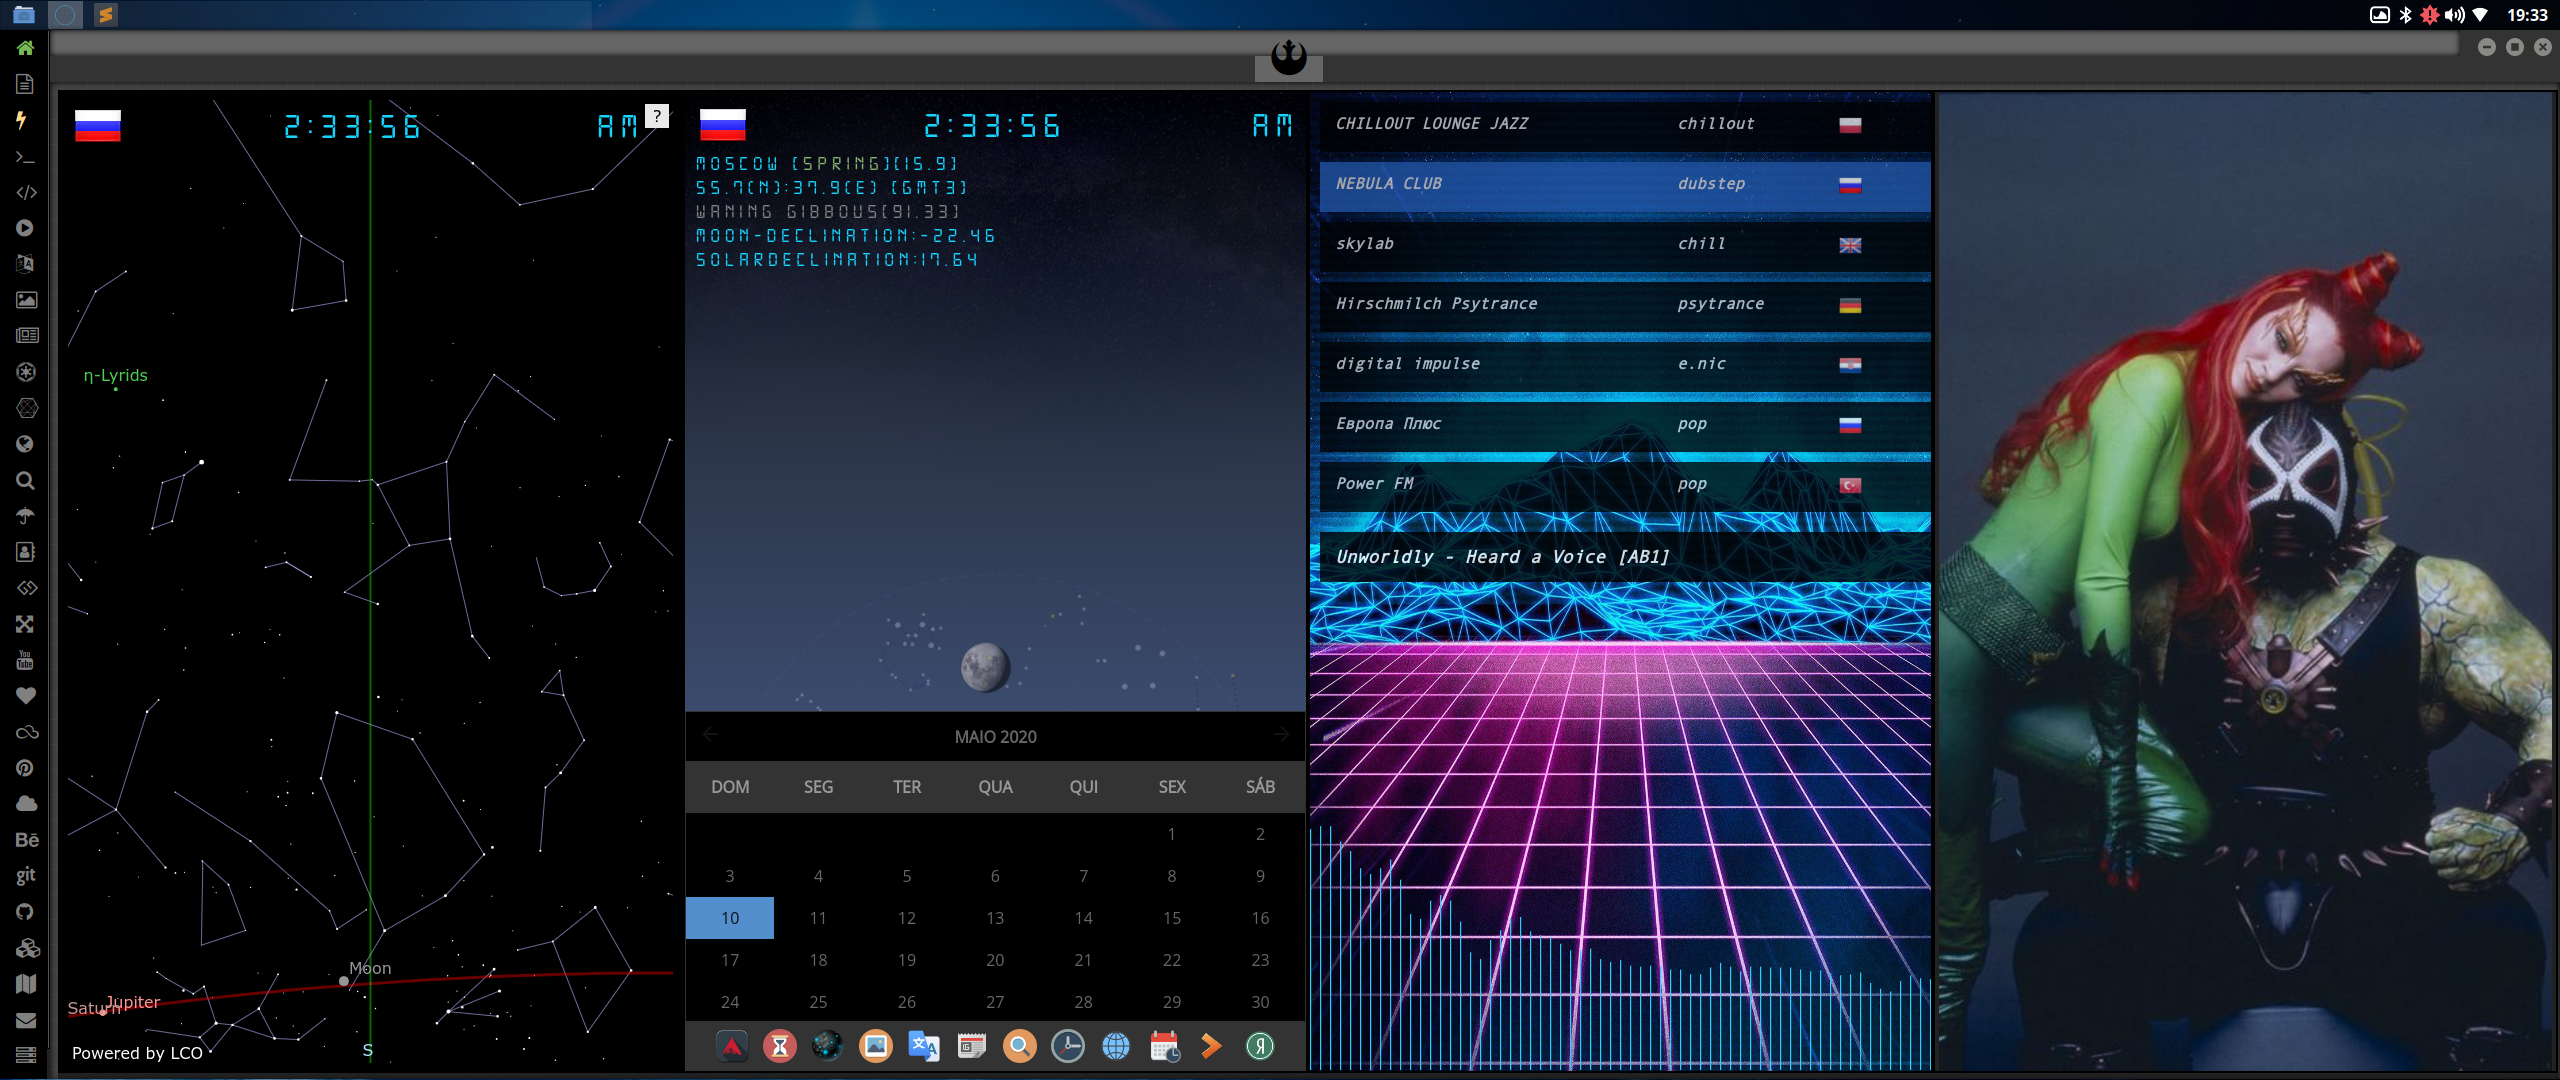 19:33
2:33:56 AM ?
η-Lyrids
Moon
Saturn Jupiter
S
Powered by LCO
You Tube
Bē
git
2:33:56 AM
MOSCOW [SPRING][15.9]
55.7(N):37.9(E) [GMT3]
WANING GIBBOUS[91.33]
MOON-DECLINATION:-22.46
SOLARDECLINATION:17.64
MAIO 2020
DOM SEG TER QUA QUI SEX SÁB
1 2
3 4 5 6 7 8 9
10 11 12 13 14 15 16
17 18 19 20 21 22 23
24 25 26 27 28 29 30
Я
CHILLOUT LOUNGE JAZZ chillout
NEBULA CLUB dubstep
skylab chill
Hirschmilch Psytrance psytrance
digital impulse e.nic
Европа Плюс pop
Power FM pop
Unworldly - Heard a Voice [AB1]